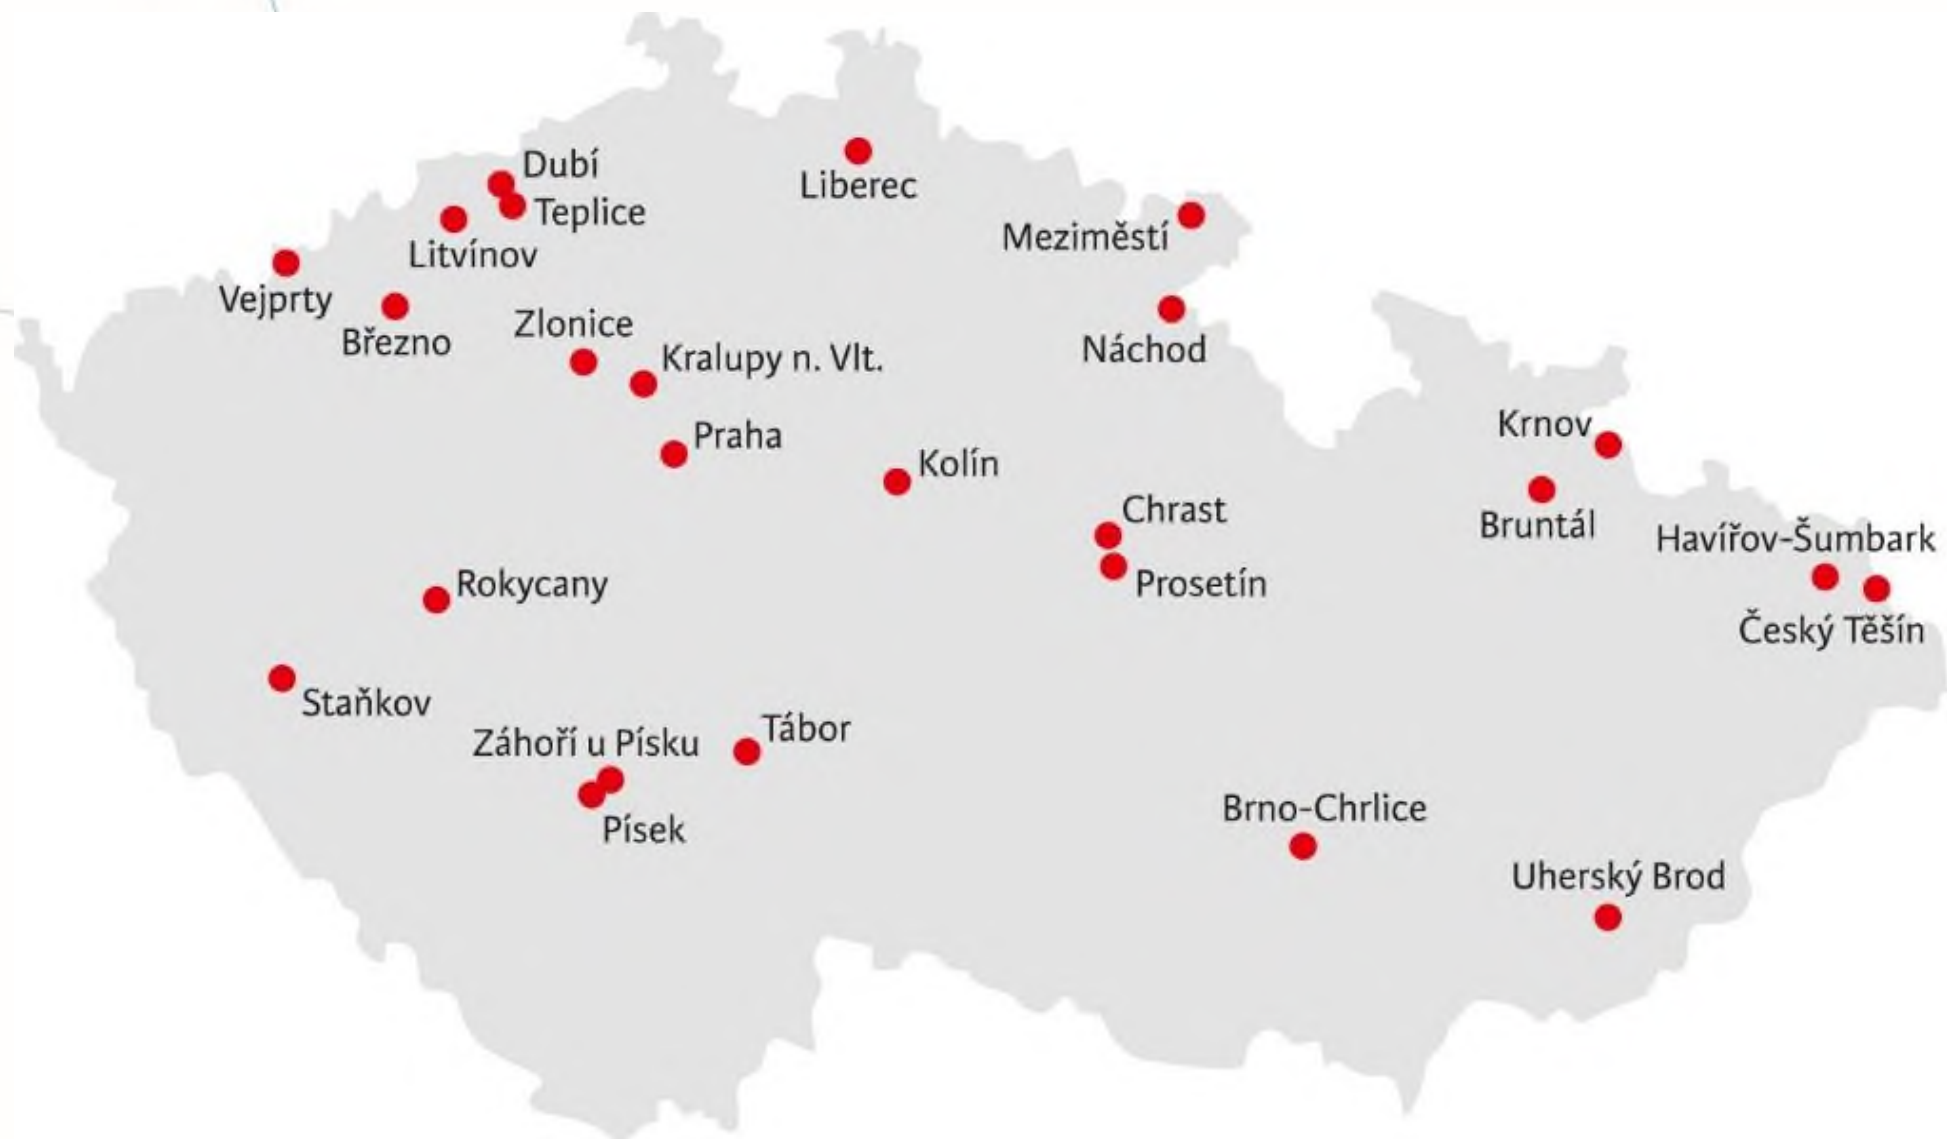 Dubí
Liberec
Teplice
Meziměstí
Litvínov
Vejprty
Zlonice
Březno
Náchod
Kralupy n. Vlt.
Krnov
Praha
Kolín
Chrast
Bruntál
Havířov-Šumbark
Rokycany
Prosetín
Český Těšín
Staňkov
Tábor
Záhoří u Písku
Brno-Chrlice
Písek
Uherský Brod